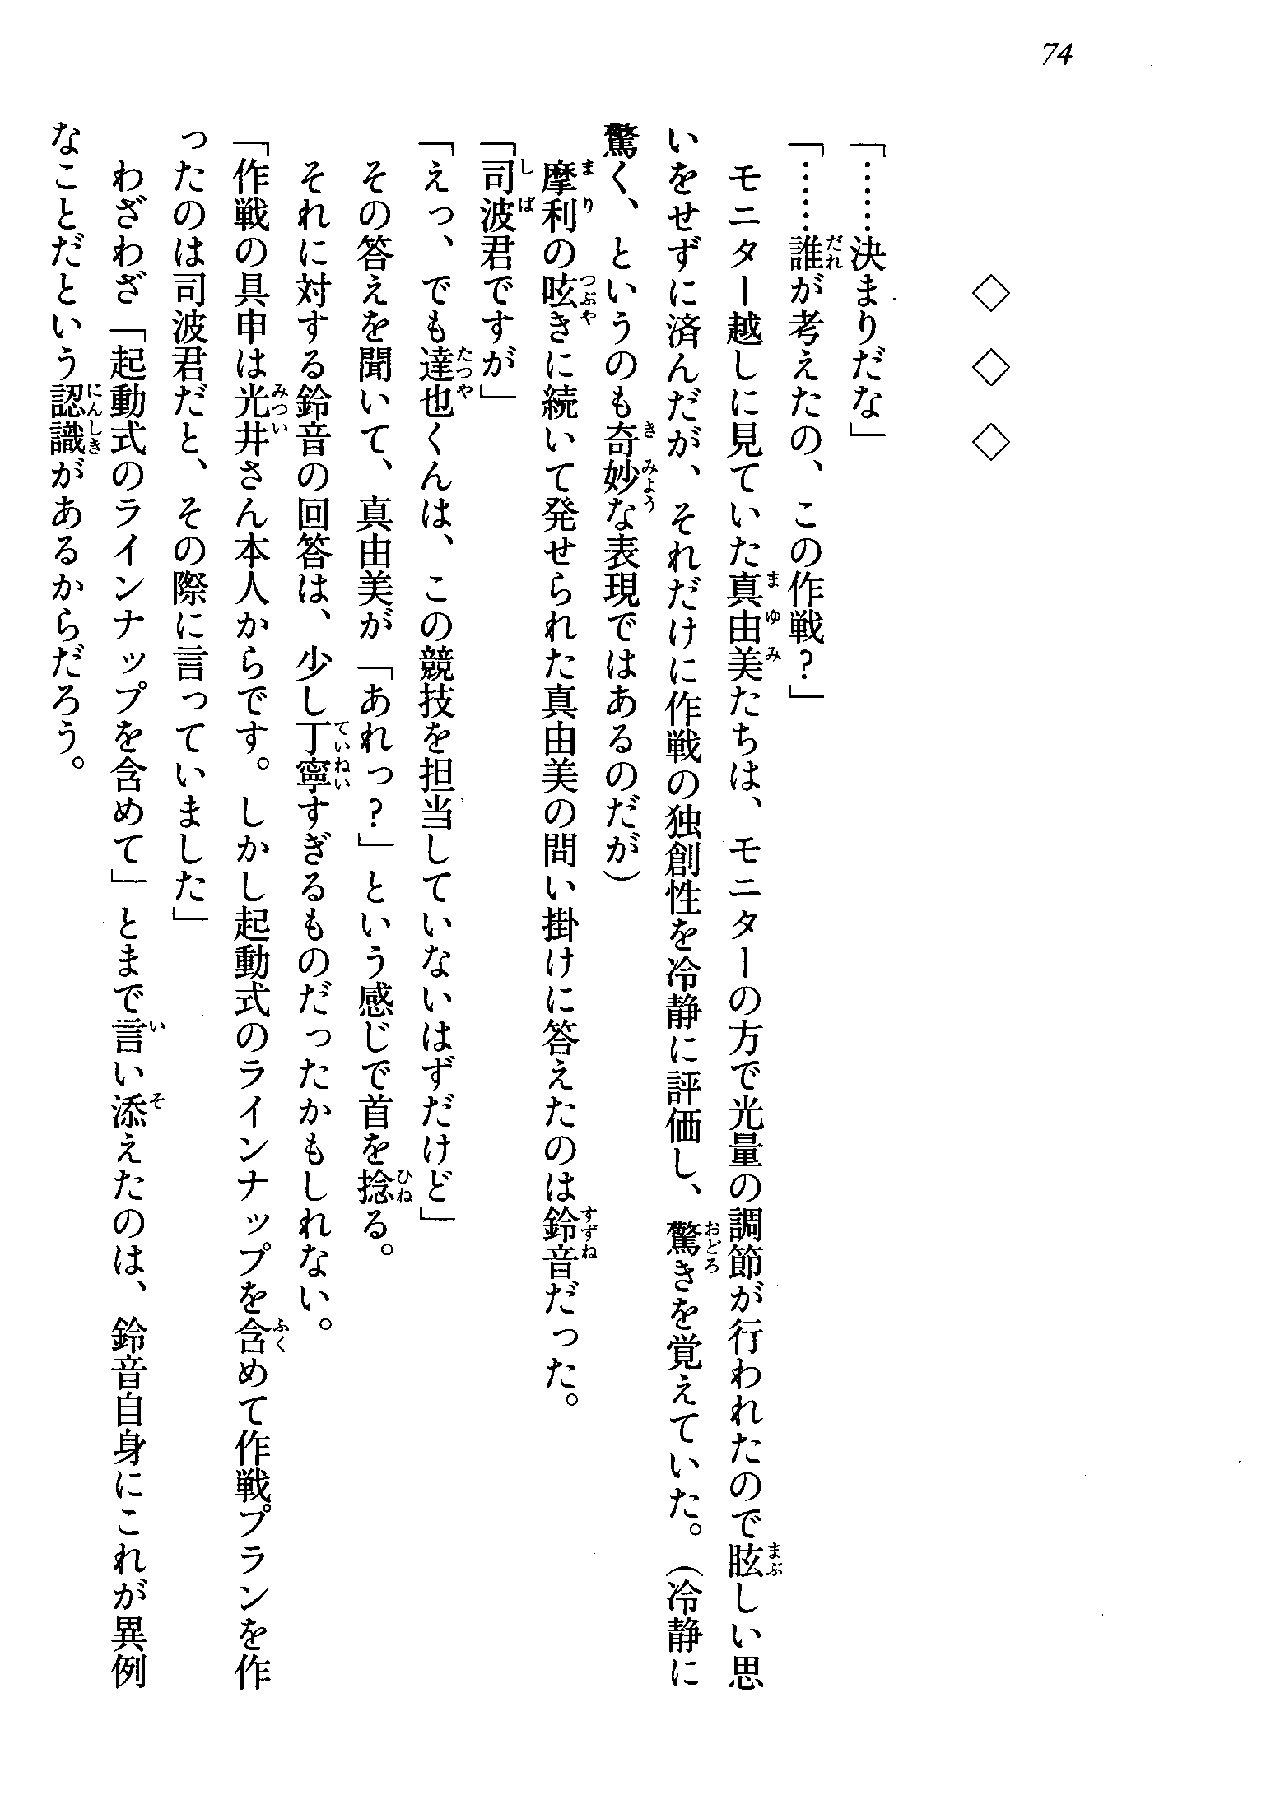 74
◇ ◇ ◇
「……決まりだな」
「……誰が考えたの、この作戦？」
モニター越しに見ていた真由美たちは、モニターの方で光量の調節が行われたので眩しい思
いをせずに済んだが、それだけに作戦の独創性を冷静に評価し、驚きを覚えていた。（冷静に
驚く、というのも奇妙な表現ではあるのだが）
摩利の呟きに続いて発せられた真由美の問い掛けに答えたのは鈴音だった。
「司波君ですが」
「えっ、でも達也くんは、この競技を担当していないはずだけど」
その答えを聞いて、真由美が「あれっ？」という感じで首を捻る。
それに対する鈴音の回答は、少し丁寧すぎるものだったかもしれない。
「作戦の具申は光井さん本人からです。しかし起動式のラインナップを含めて作戦プランを作
ったのは司波君だと、その際に言っていました」
わざわざ「起動式のラインナップを含めて」とまで言い添えたのは、鈴音自身にこれが異例
なことだという認識があるからだろう。